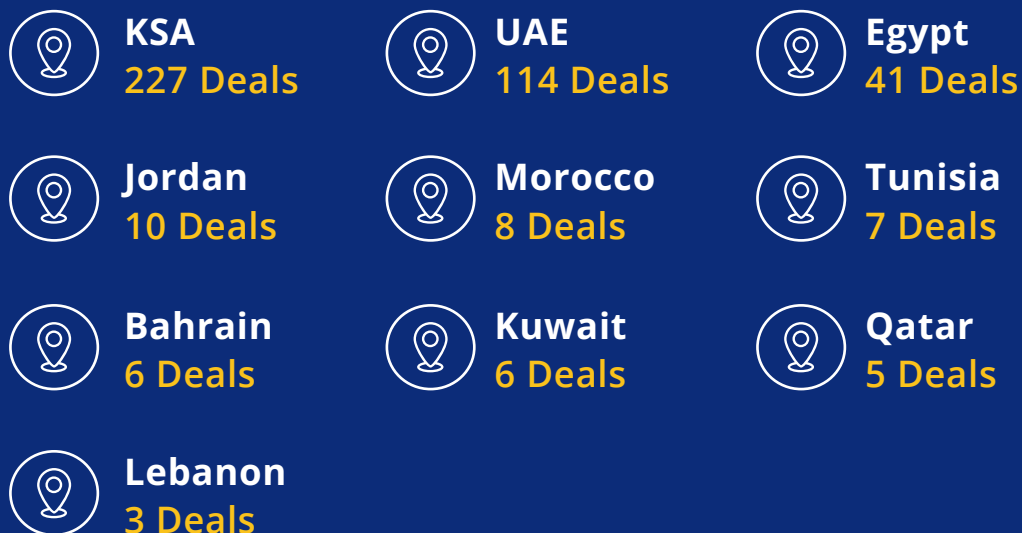 KSA
227 Deals
UAE
114 Deals
Egypt
41 Deals
Jordan
10 Deals
Morocco
8 Deals
Tunisia
7 Deals
Bahrain
6 Deals
Kuwait
6 Deals
Qatar
5 Deals
Lebanon
3 Deals